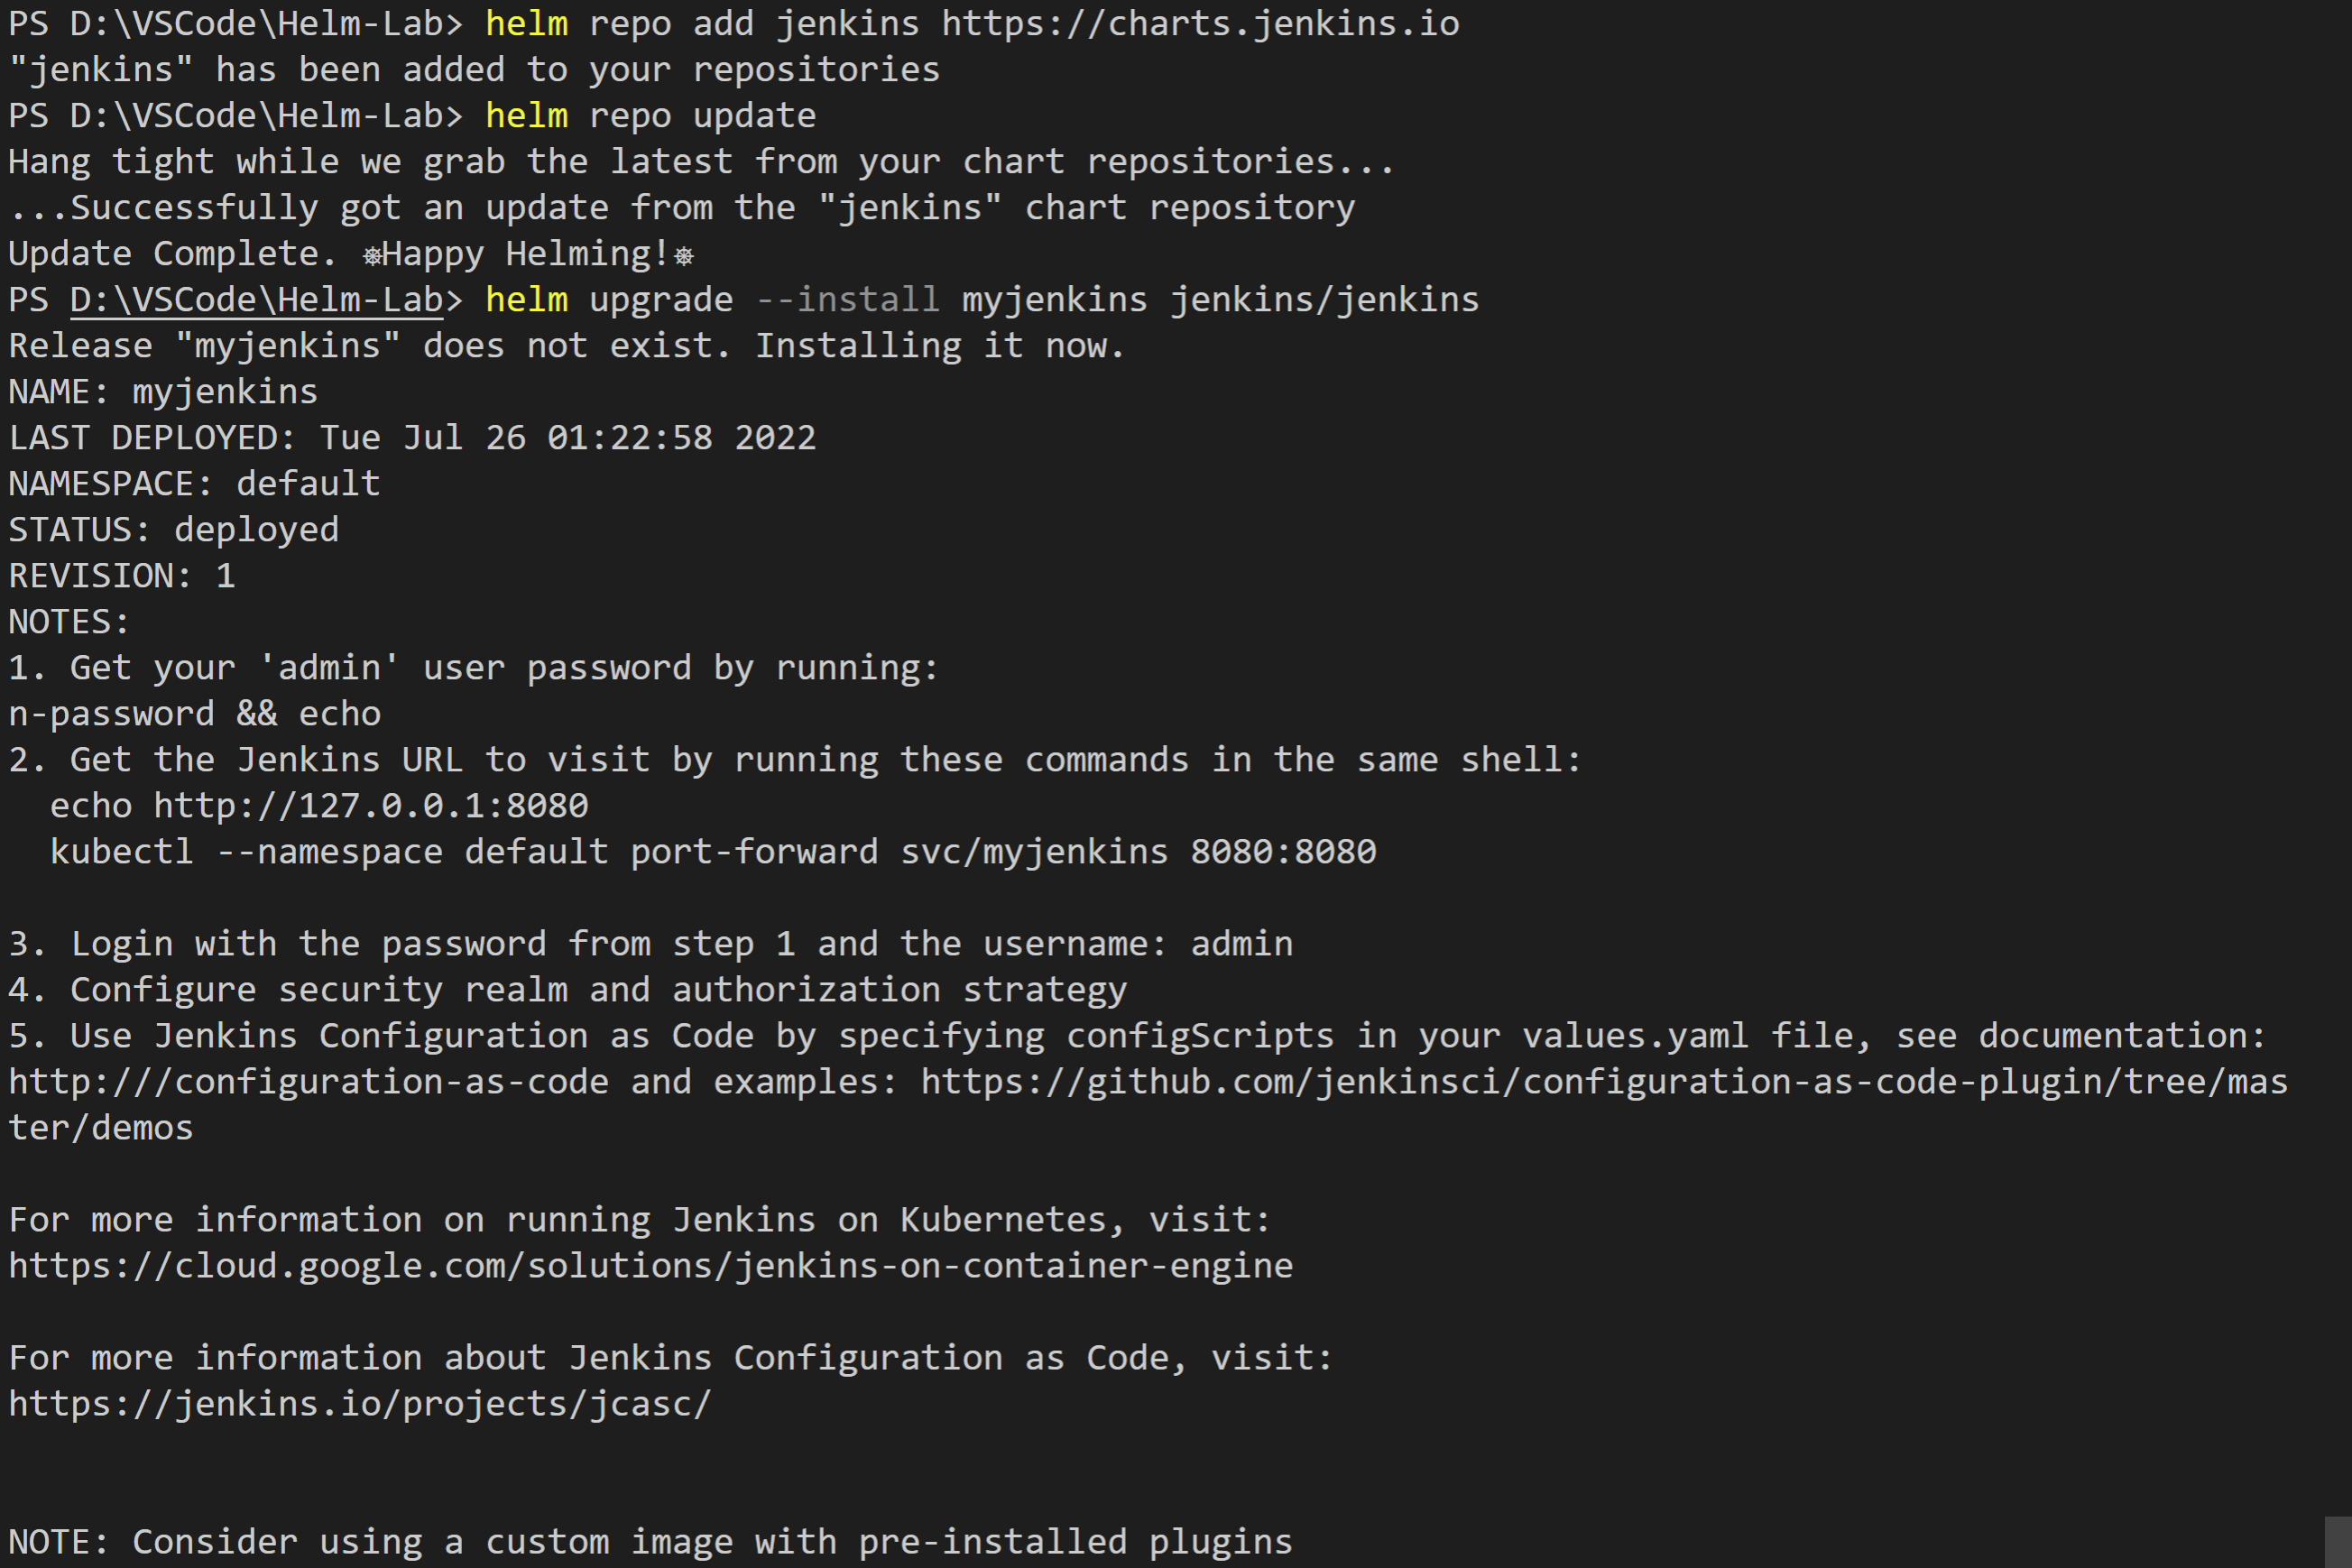 PS D:\VSCode\Helm-Lab> helm repo add jenkins https://charts.jenkins.io
"jenkins" has been added to your repositories
PS D:\VSCode\Helm-Lab> helm repo update
Hang tight while we grab the latest from your chart repositories...
...Successfully got an update from the "jenkins" chart repository
Update Complete. ⎈Happy Helming!⎈
PS D:\VSCode\Helm-Lab> helm upgrade --install myjenkins jenkins/jenkins
Release "myjenkins" does not exist. Installing it now.
NAME: myjenkins
LAST DEPLOYED: Tue Jul 26 01:22:58 2022
NAMESPACE: default
STATUS: deployed
REVISION: 1
NOTES:
1. Get your 'admin' user password by running:
n-password && echo
2. Get the Jenkins URL to visit by running these commands in the same shell:
  echo http://127.0.0.1:8080
  kubectl --namespace default port-forward svc/myjenkins 8080:8080

3. Login with the password from step 1 and the username: admin
4. Configure security realm and authorization strategy
5. Use Jenkins Configuration as Code by specifying configScripts in your values.yaml file, see documentation:
http:///configuration-as-code and examples: https://github.com/jenkinsci/configuration-as-code-plugin/tree/mas
ter/demos

For more information on running Jenkins on Kubernetes, visit:
https://cloud.google.com/solutions/jenkins-on-container-engine

For more information about Jenkins Configuration as Code, visit:
https://jenkins.io/projects/jcasc/

NOTE: Consider using a custom image with pre-installed plugins